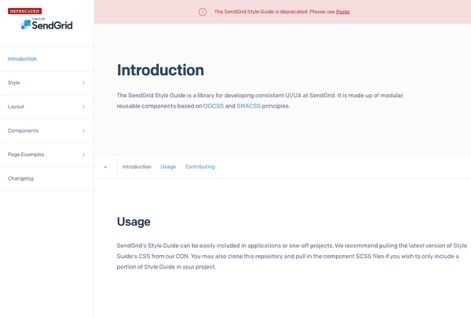 DEPRECATED
TWILIO
SendGrid
The SendGrid Style Guide is deprecated. Please use Paste.
Introduction
Style
Layout
Components
Page Examples
Changelog
Introduction
The SendGrid Style Guide is a library for developing consistent UI/UX at SendGrid. It is made up of modular,
reusable components based on OOCSS and SMACSS principles.
Introduction Usage Contributing
Usage
SendGrid's Style Guide can be easily included in applications or one-off projects. We recommend pulling the latest version of Style
Guide's CSS from our CDN. You may also clone this repository and pull in the component SCSS files if you wish to only include a
portion of Style Guide in your project.